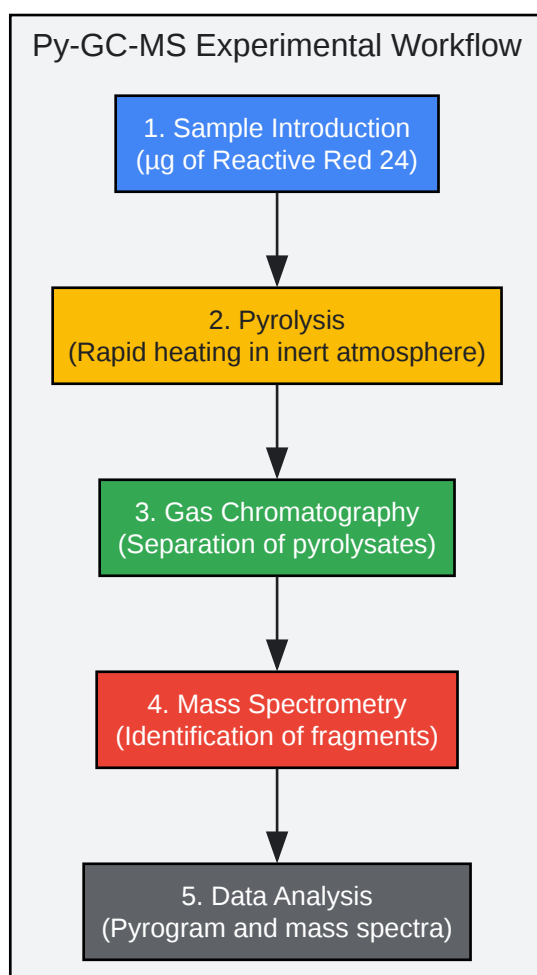 Py-GC-MS Experimental Workflow
1. Sample Introduction
(µg of Reactive Red 24)
2. Pyrolysis
(Rapid heating in inert atmosphere)
3. Gas Chromatography
(Separation of pyrolysates)
4. Mass Spectrometry
(Identification of fragments)
5. Data Analysis
(Pyrogram and mass spectra)